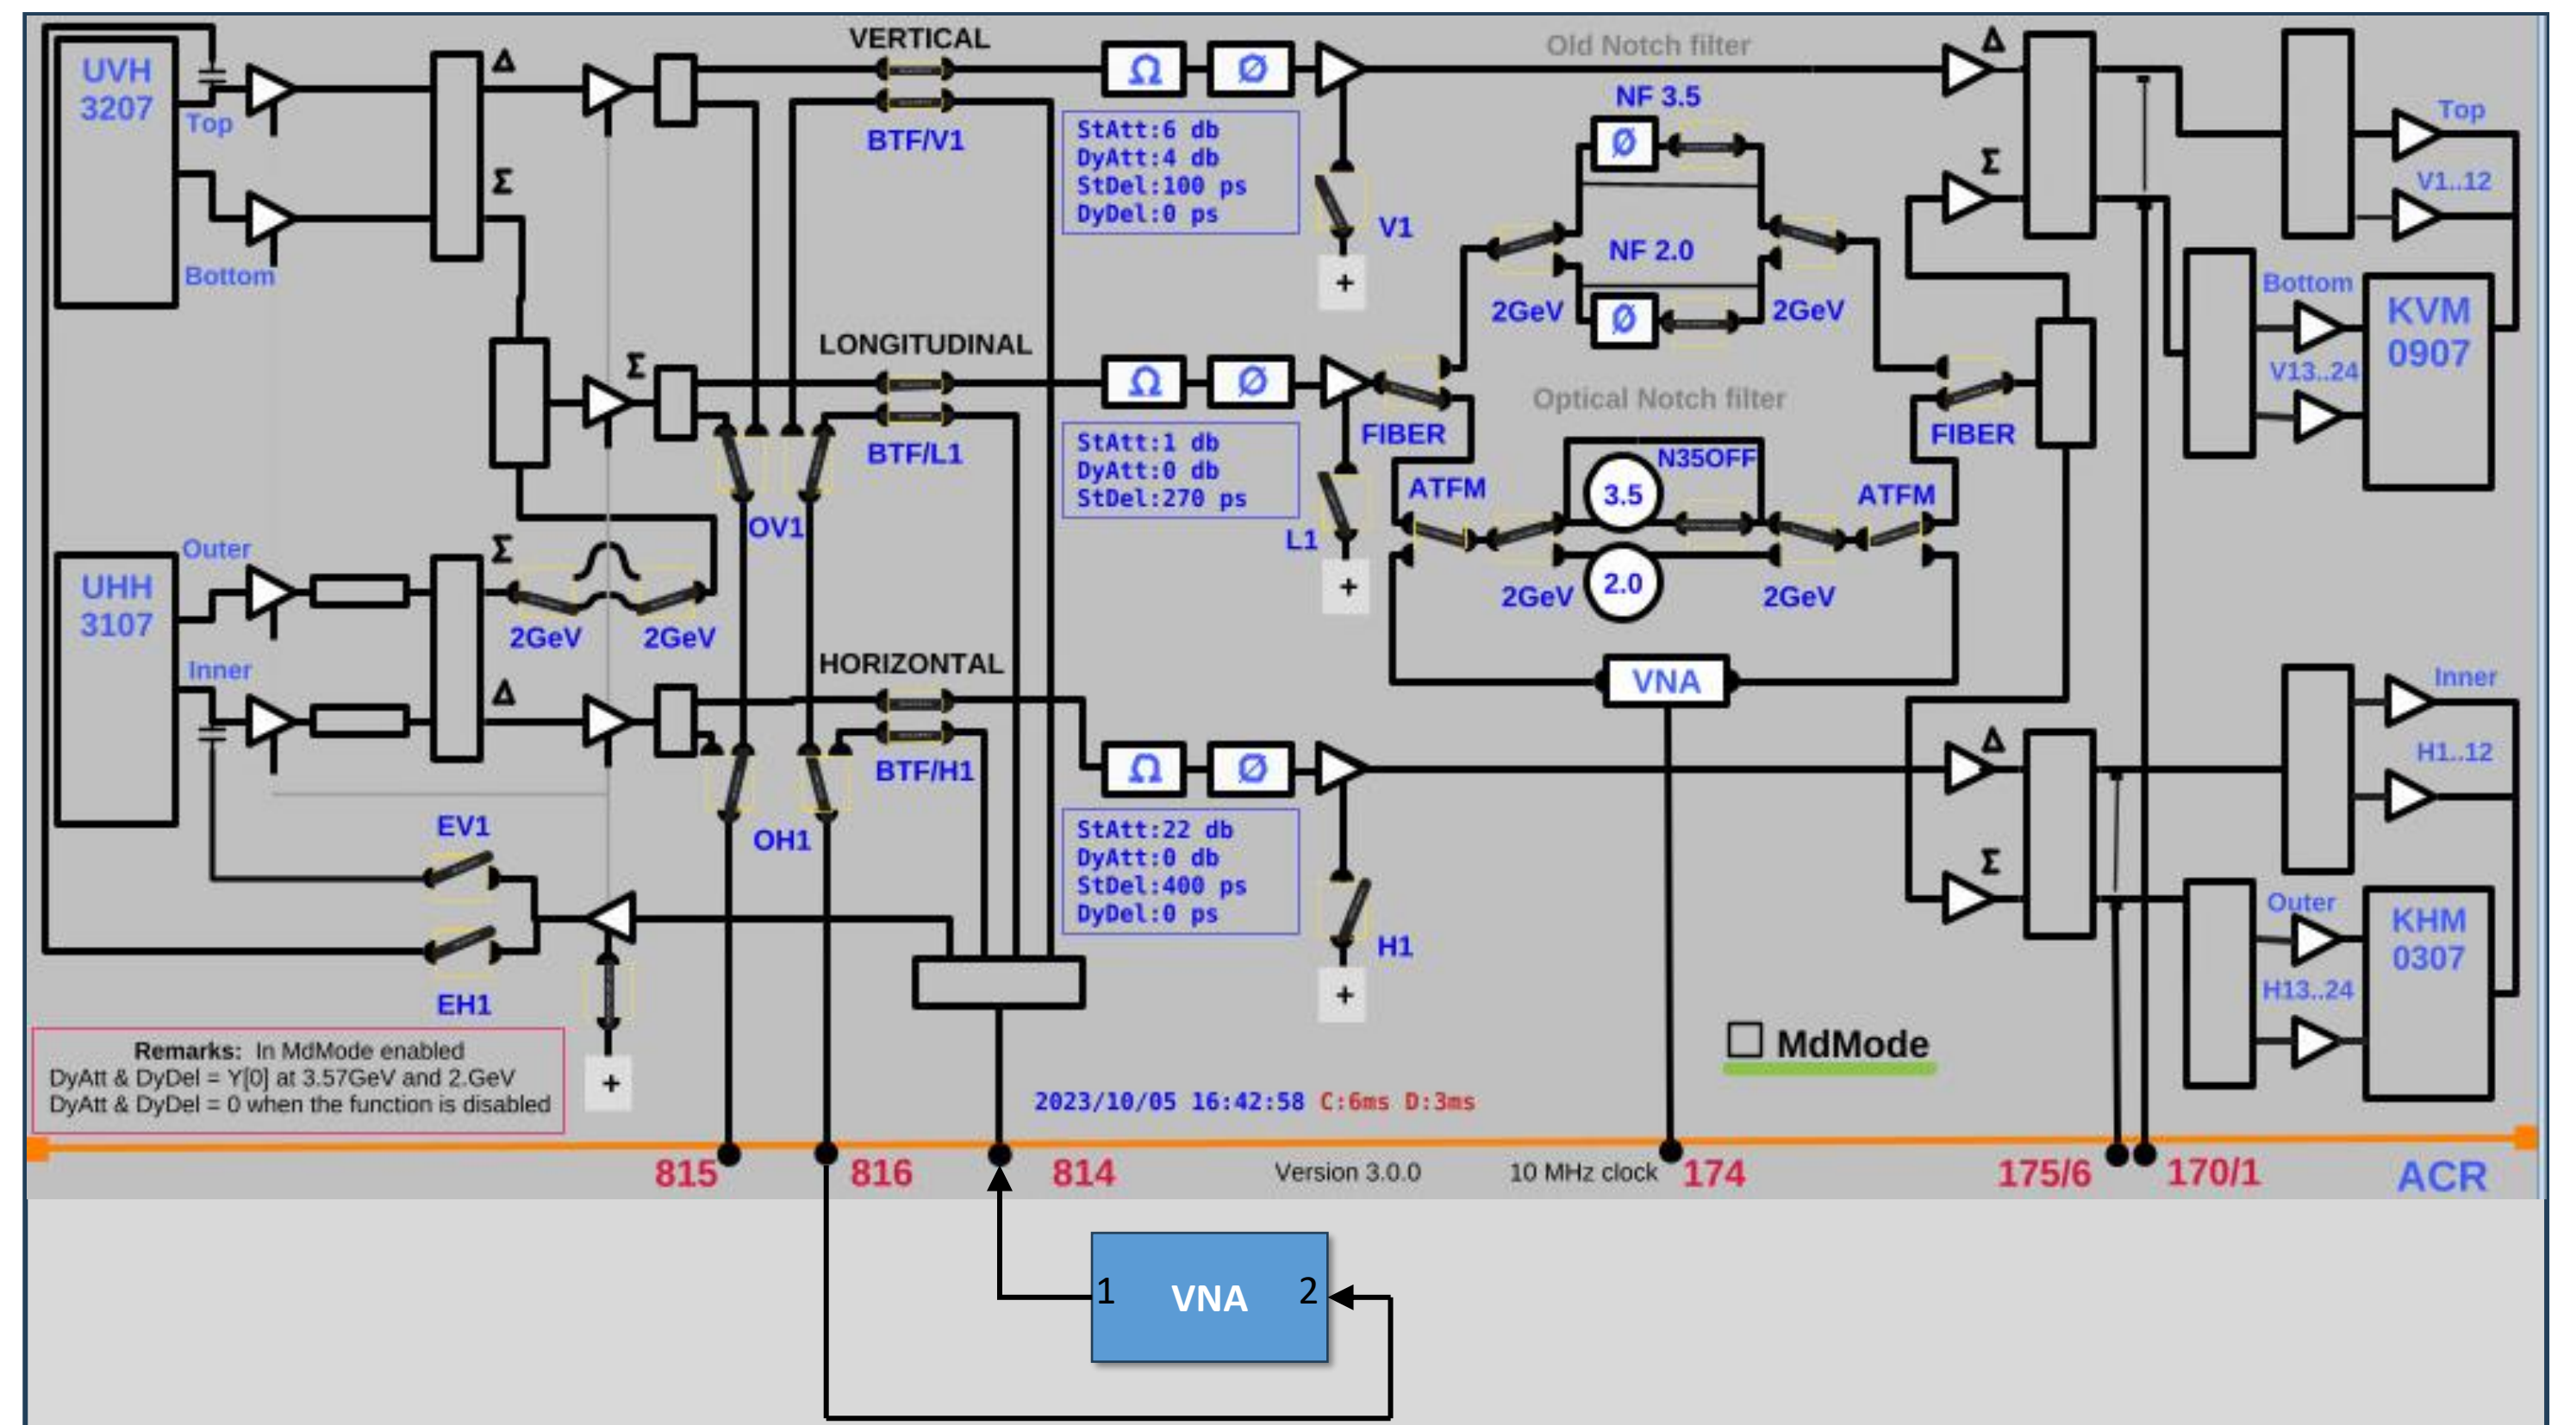 VERTICAL
Old Notch filter
UVH
3207
Top
Bottom
Δ
Σ
BTF/V1
Ω
Ø
StAtt:6 db
DyAtt:4 db
StDel:100 ps
DyDel:0 ps
V1
+
NF 3.5
Ø
NF 2.0
2GeV
Ø
2GeV
Δ
Σ
Top
V1..12
Bottom
V13..24
KVM
0907
LONGITUDINAL
Σ
BTF/L1
Ω
Ø
StAtt:1 db
DyAtt:0 db
StDel:270 ps
L1
+
FIBER
Optical Notch filter
FIBER
N35OFF
ATFM
3.5
ATFM
2GeV
2.0
2GeV
VNA
OV1
UHH
3107
Outer
Inner
Σ
2GeV
2GeV
Δ
HORIZONTAL
BTF/H1
OH1
Ω
Ø
StAtt:22 db
DyAtt:0 db
StDel:400 ps
DyDel:0 ps
H1
+
Δ
Σ
Inner
H1..12
Outer
H13..24
KHM
0307
EV1
EH1
+
MdMode
Remarks: In MdMode enabled
DyAtt & DyDel = Y[0] at 3.57GeV and 2.GeV
DyAtt & DyDel = 0 when the function is disabled
2023/10/05 16:42:58 C:6ms D:3ms
815
816
814
Version 3.0.0
10 MHz clock
174
175/6
170/1
ACR
1 VNA 2